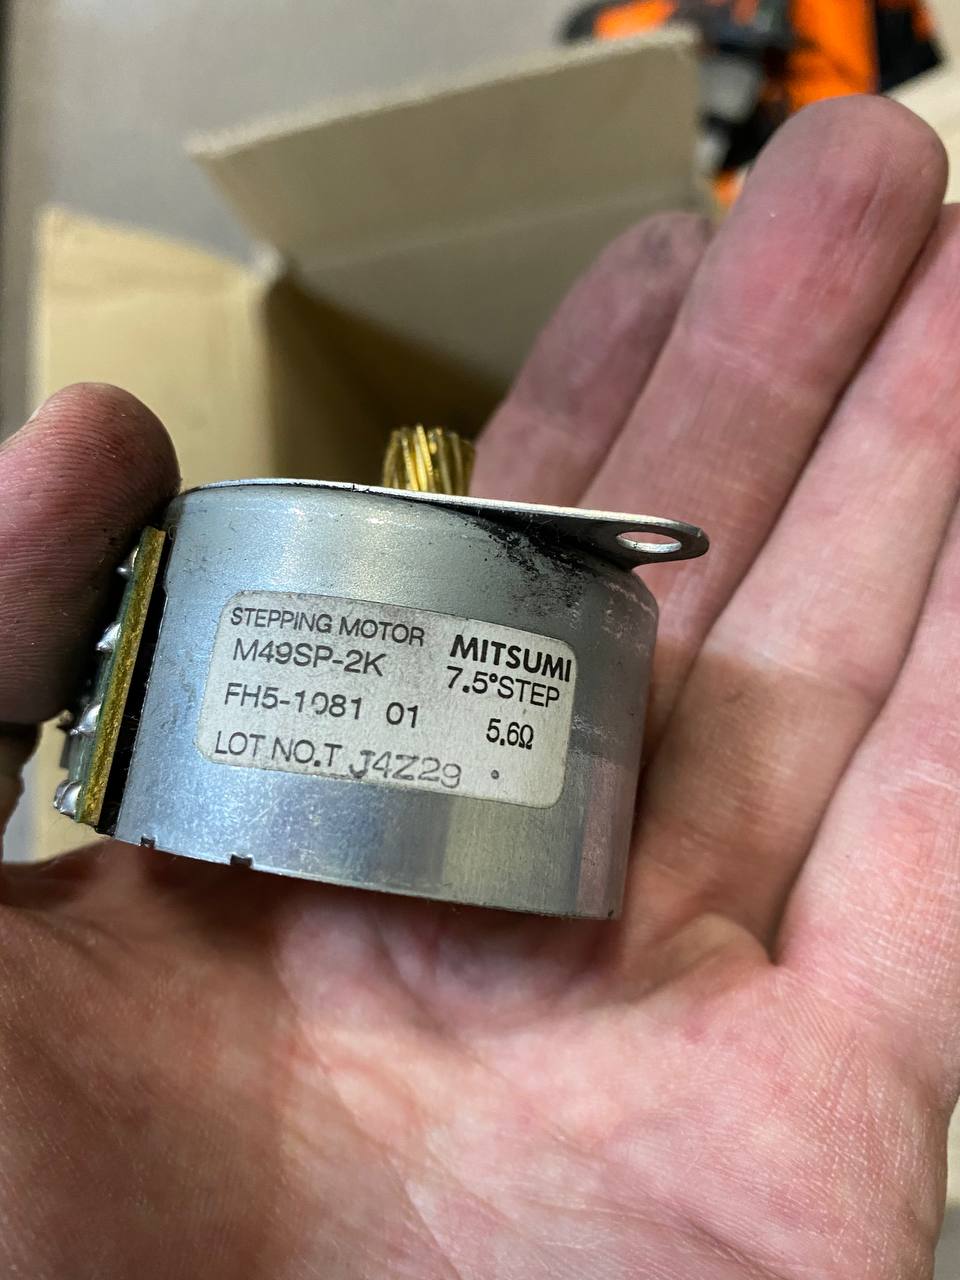 STEPPING MOTOR MITSUMI
M49SP-2K 7.5°STEP
FH5-1081 01 5.6Ω
LOT NO.T J4Z29